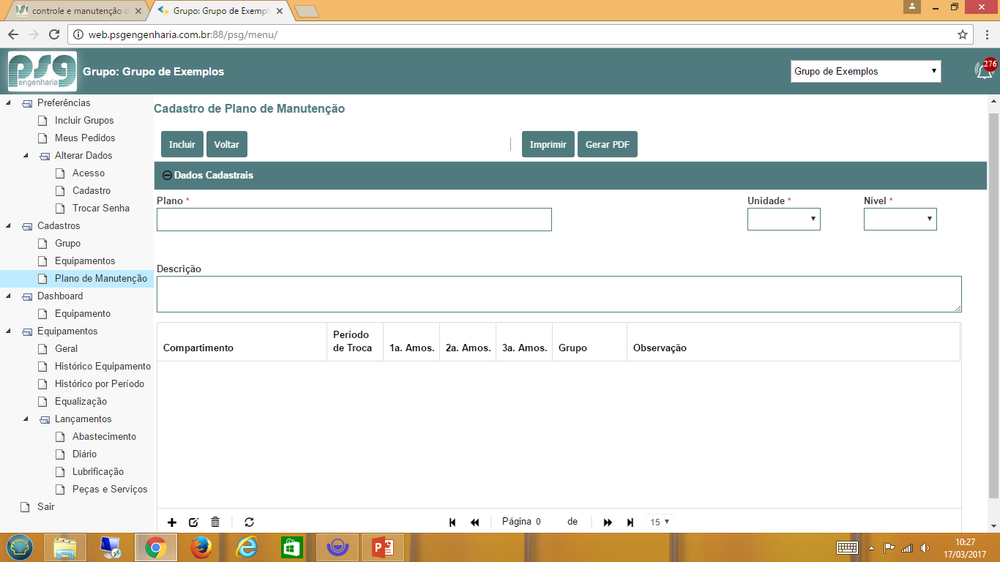 controle e manutenção d
Grupo: Grupo de Exempl
web.psgengenharia.com.br:88/psg/menu/
psg
engenharia
Grupo: Grupo de Exemplos
Grupo de Exemplos
276
Preferências
Incluir Grupos
Meus Pedidos
Alterar Dados
Acesso
Cadastro
Trocar Senha
Cadastros
Grupo
Equipamentos
Plano de Manutenção
Dashboard
Equipamento
Equipamentos
Geral
Histórico Equipamento
Histórico por Período
Equalização
Lançamentos
Abastecimento
Diário
Lubrificação
Peças e Serviços
Sair
Cadastro de Plano de Manutenção
Incluir Voltar Imprimir Gerar PDF
Dados Cadastrais
Plano * Unidade * Nível *
Descrição
Compartimento Período de Troca 1a. Amos. 2a. Amos. 3a. Amos. Grupo Observação
Página 0 de 15
10:27
17/03/2017